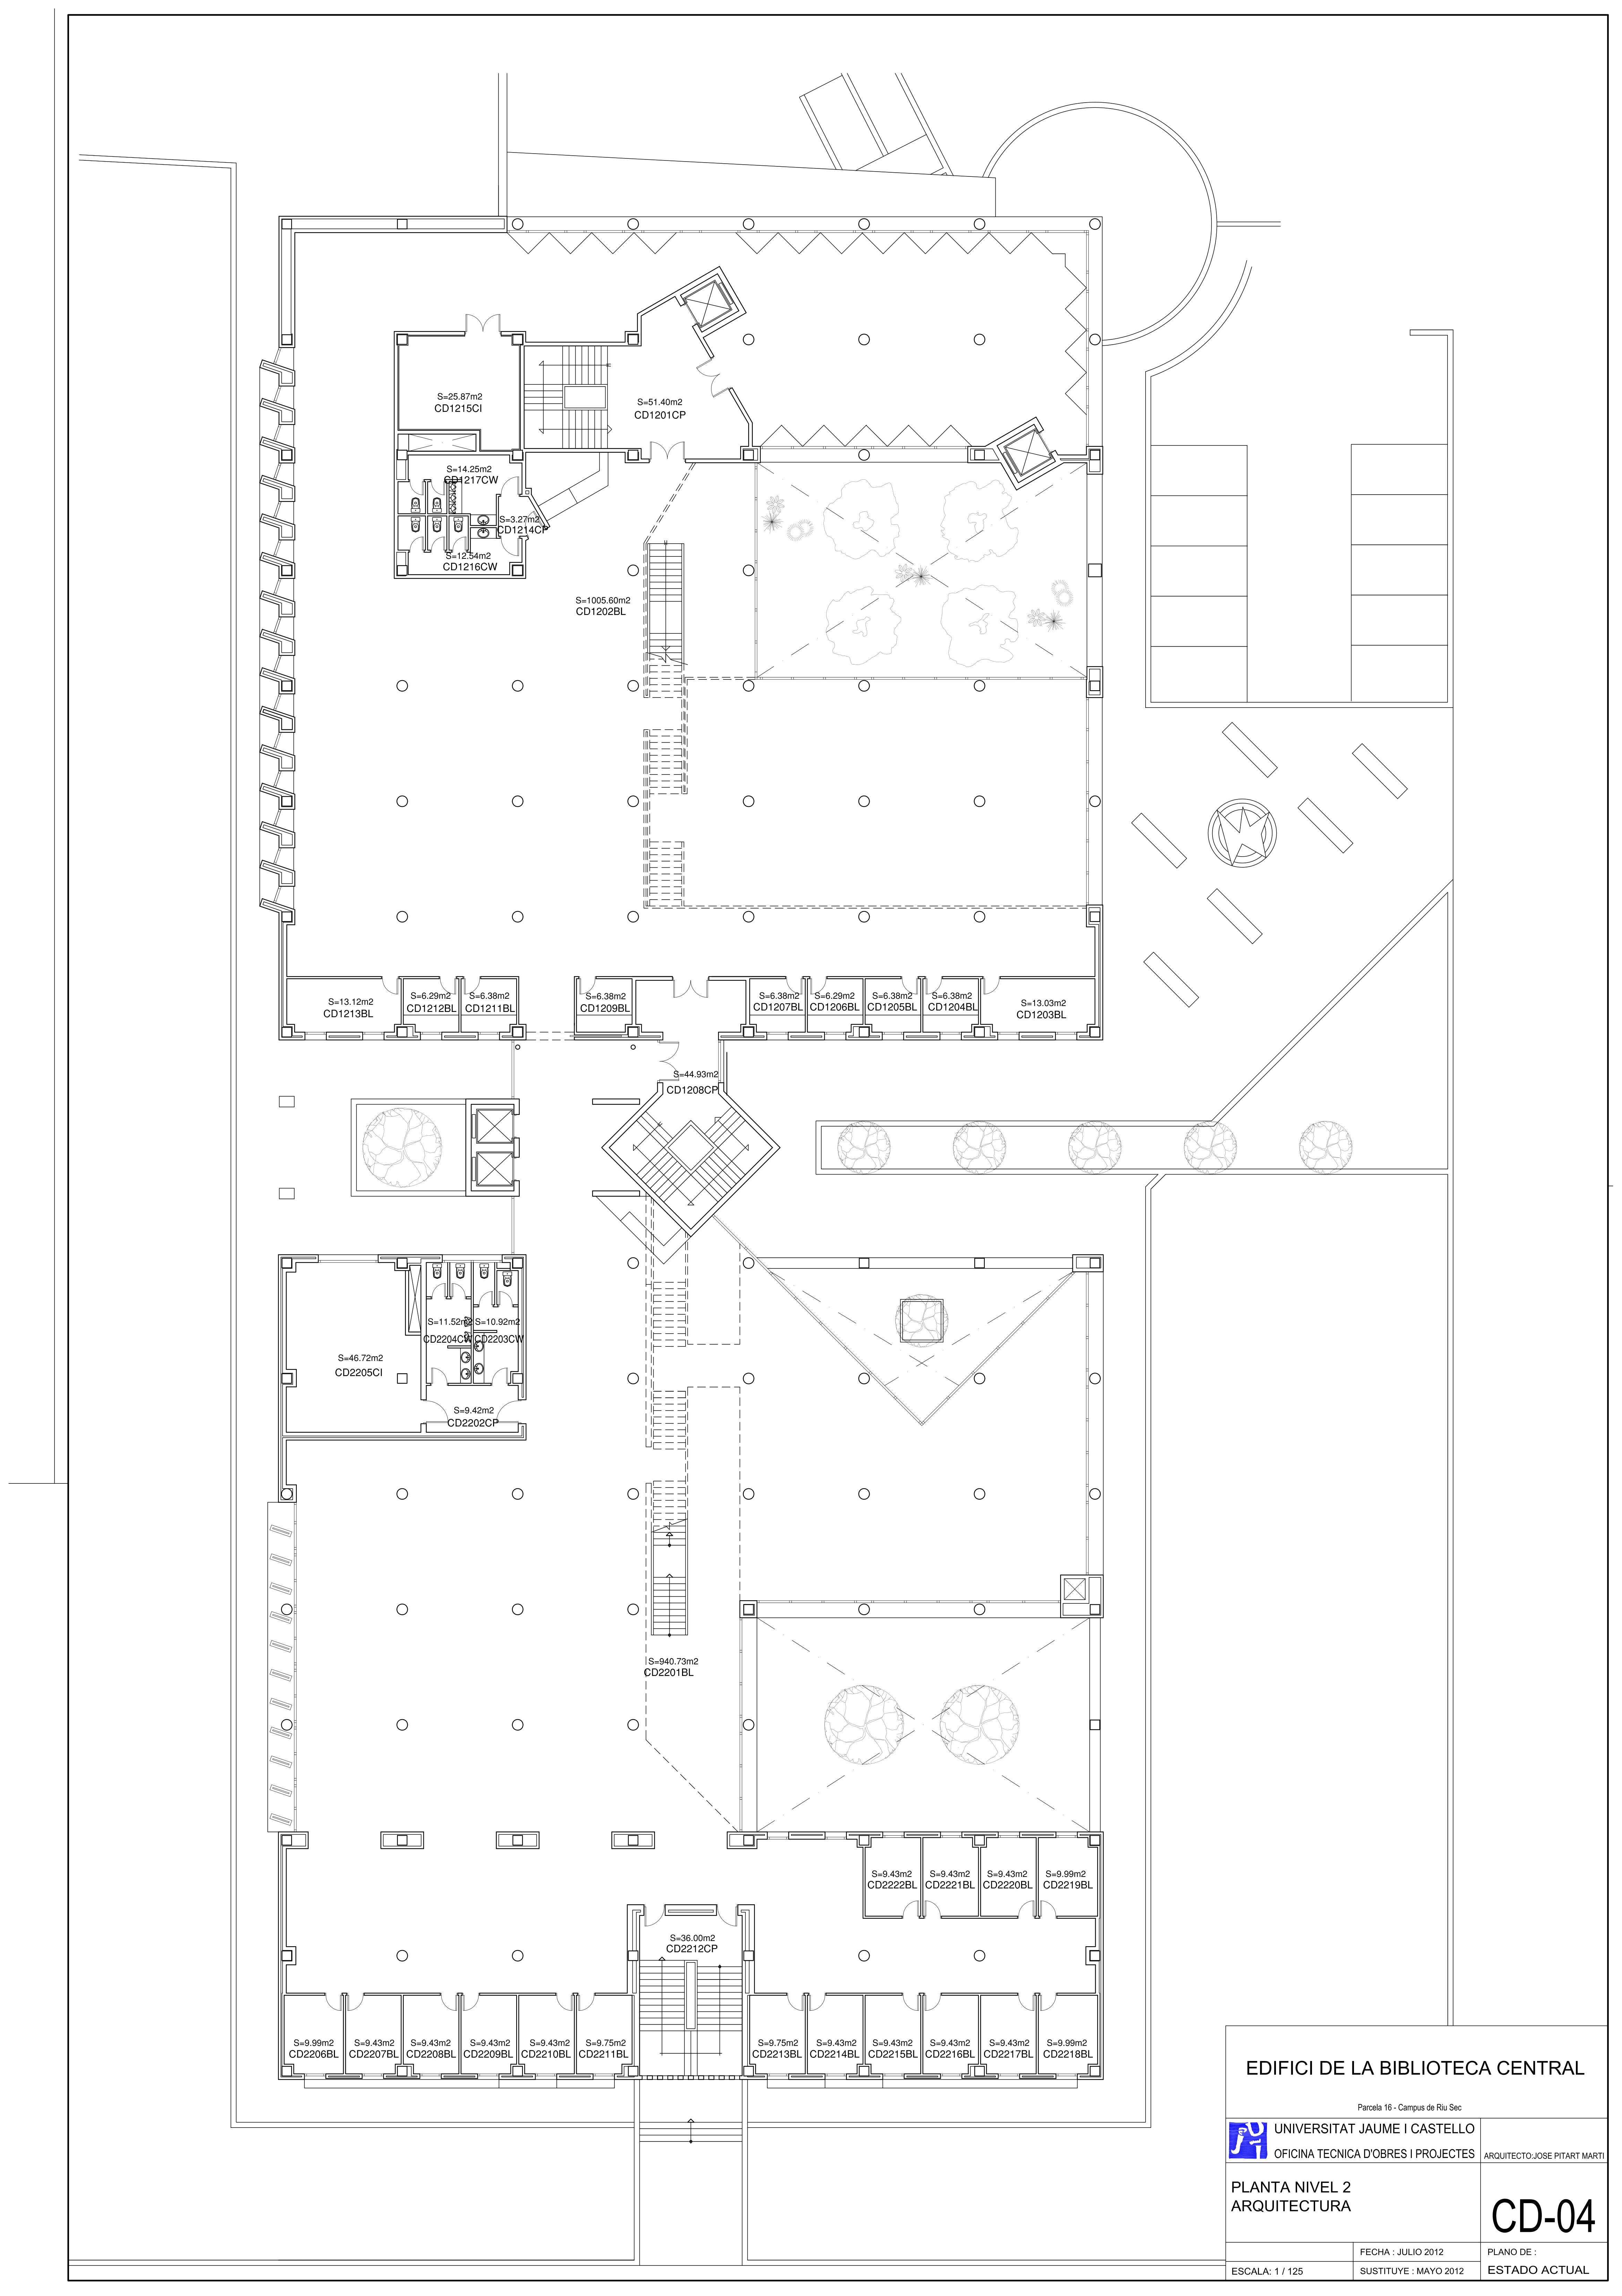 S=25.87m2
CD1215CI
S=51.40m2
CD1201CP
S=14.25m2
CD1217CW
S=3.27m2
CD1214CP
S=12.54m2
CD1216CW
S=1005.60m2
CD1202BL
S=13.12m2
CD1213BL
S=6.29m2
CD1212BL
S=6.38m2
CD1211BL
S=6.38m2
CD1209BL
S=6.38m2
CD1207BL
S=6.29m2
CD1206BL
S=6.38m2
CD1205BL
S=6.38m2
CD1204BL
S=13.03m2
CD1203BL
S=44.93m2
CD1208CP
S=11.52m2
CD2204CW
S=10.92m2
CD2203CW
S=46.72m2
CD2205CI
S=9.42m2
CD2202CP
S=940.73m2
CD2201BL
S=9.43m2
CD2222BL
S=9.43m2
CD2221BL
S=9.43m2
CD2220BL
S=9.99m2
CD2219BL
S=36.00m2
CD2212CP
S=9.99m2
CD2206BL
S=9.43m2
CD2207BL
S=9.43m2
CD2208BL
S=9.43m2
CD2209BL
S=9.43m2
CD2210BL
S=9.75m2
CD2211BL
S=9.75m2
CD2213BL
S=9.43m2
CD2214BL
S=9.43m2
CD2215BL
S=9.43m2
CD2216BL
S=9.43m2
CD2217BL
S=9.99m2
CD2218BL
EDIFICI DE LA BIBLIOTECA CENTRAL
Parcela 16 - Campus de Riu Sec
UNIVERSITAT JAUME I CASTELLO
OFICINA TECNICA D'OBRES I PROJECTES
ARQUITECTO:JOSE PITART MARTI
PLANTA NIVEL 2
ARQUITECTURA
CD-04
FECHA : JULIO 2012
PLANO DE :
ESCALA: 1 / 125
SUSTITUYE : MAYO 2012
ESTADO ACTUAL